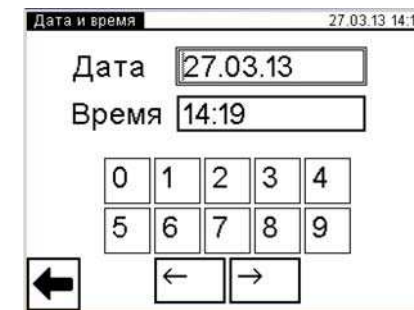 Дата и время 27.03.13 14:1
Дата 27.03.13
Время 14:19
0 1 2 3 4
5 6 7 8 9
← →